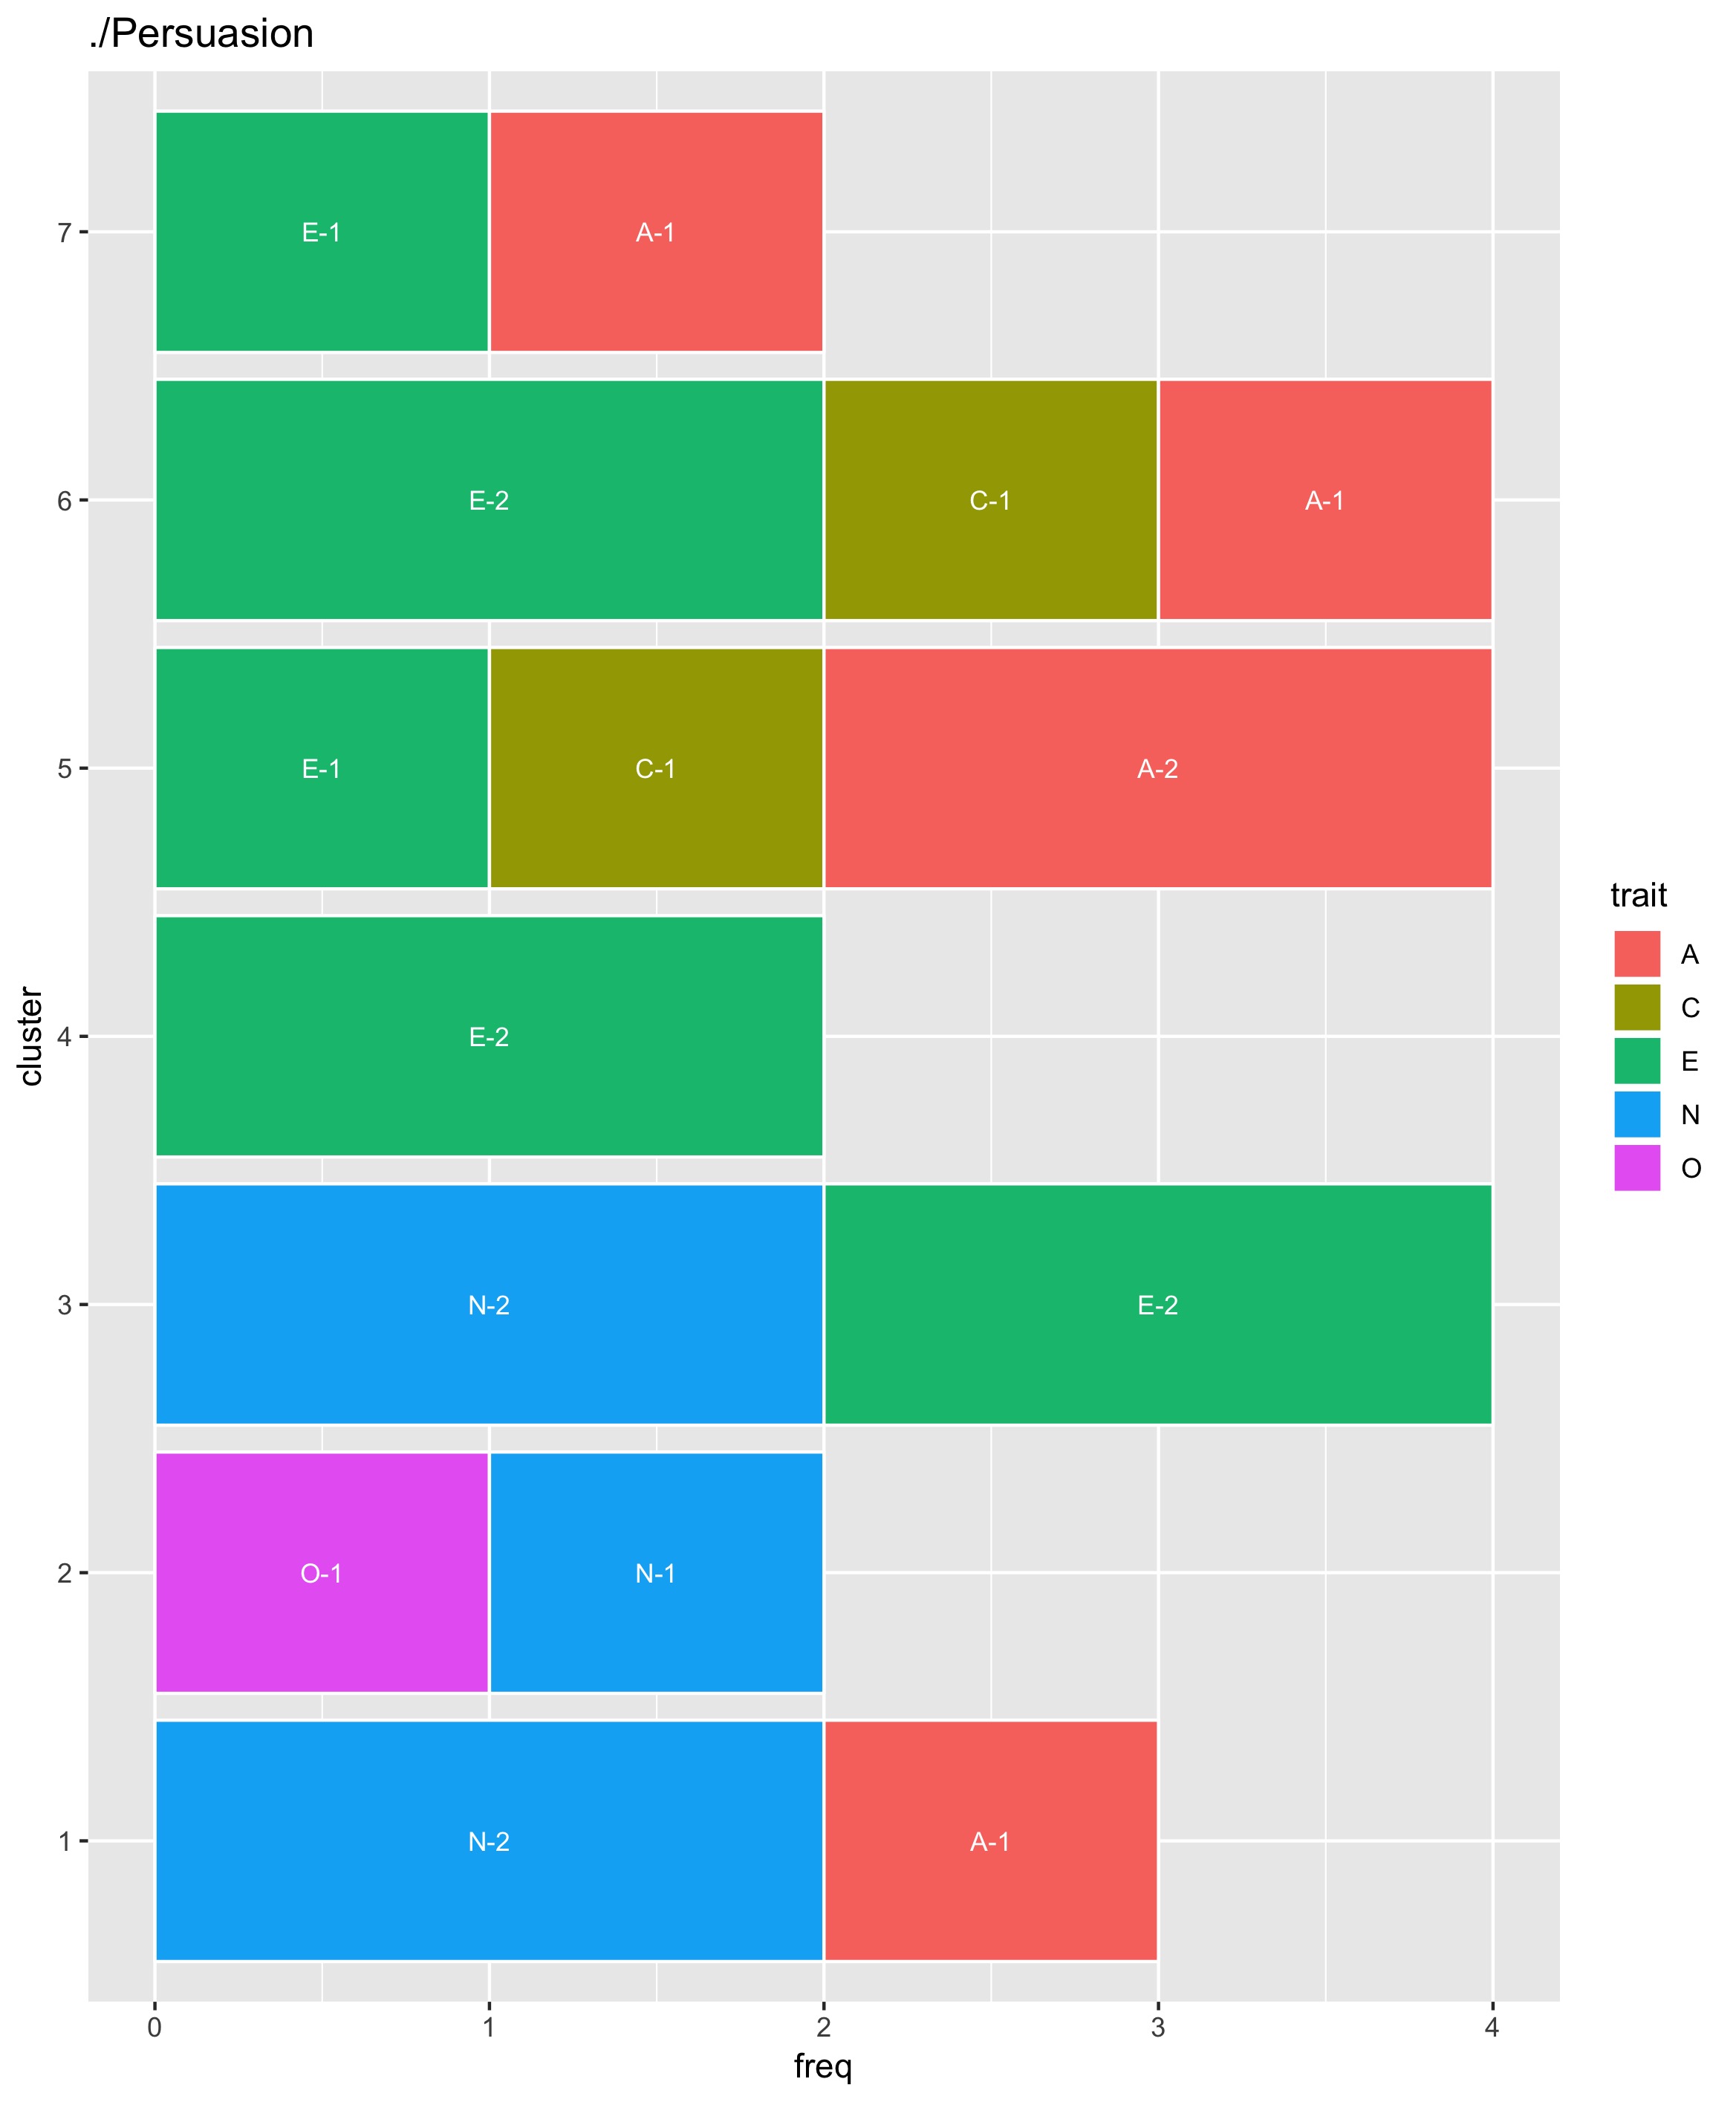 ./Persuasion
7
E-1 A-1
6
E-2 C-1 A-1
5
E-1 C-1 A-2
4
E-2
3
N-2 E-2
2
O-1 N-1
1
N-2 A-1
cluster
0 1 2 3 4
freq
trait
A
C
E
N
O